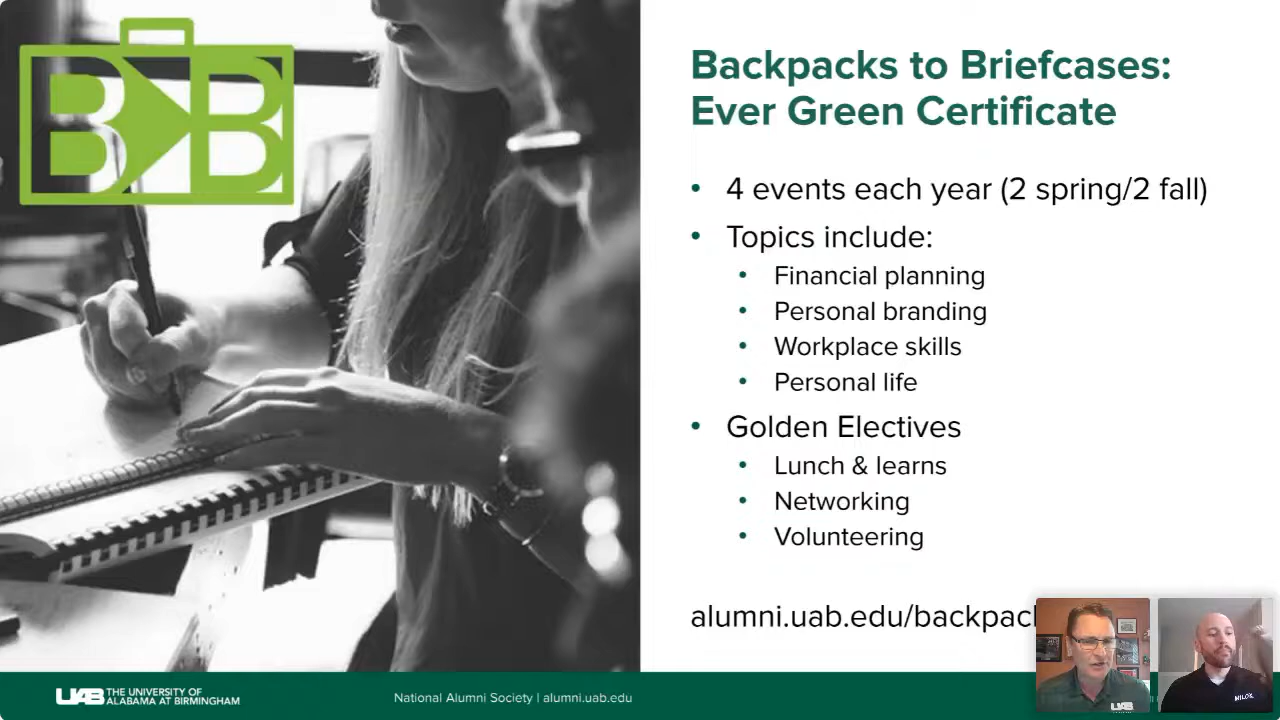 B B
Backpacks to Briefcases:
Ever Green Certificate
• 4 events each year (2 spring/2 fall)
• Topics include:
• Financial planning
• Personal branding
• Workplace skills
• Personal life
• Golden Electives
• Lunch & learns
• Networking
• Volunteering
alumni.uab.edu/backpack
UAB THE UNIVERSITY OF
ALABAMA AT BIRMINGHAM
National Alumni Society | alumni.uab.edu
UAB